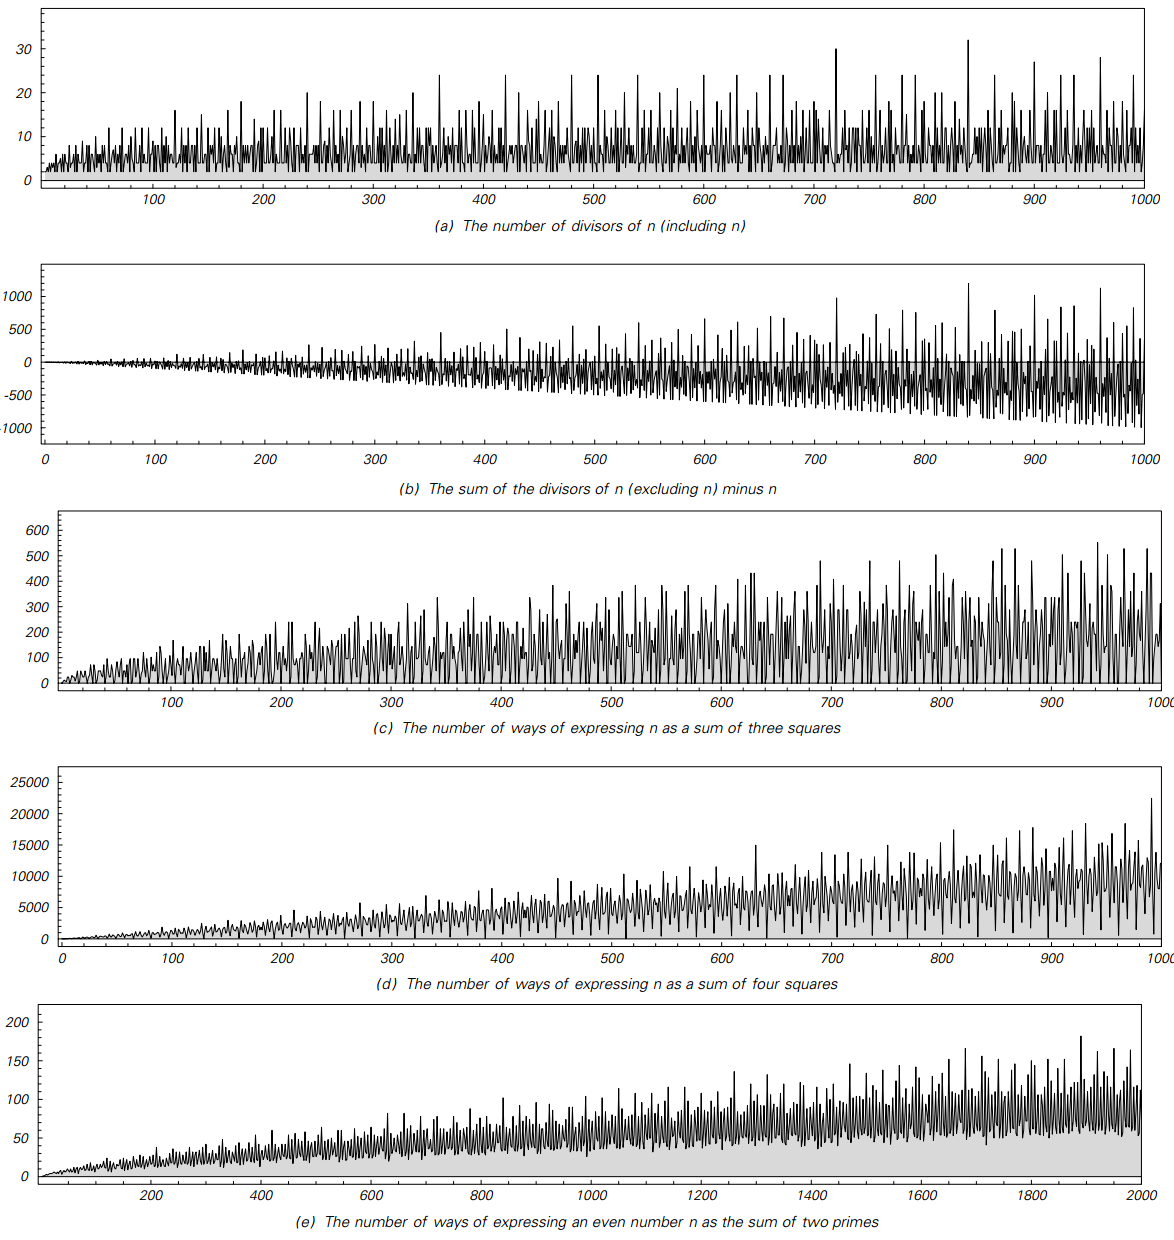 30
20
10
0
100 200 300 400 500 600 700 800 900 1000
(a) The number of divisors of n (including n)
1000
500
0
-500
-1000
0 100 200 300 400 500 600 700 800 900 1000
(b) The sum of the divisors of n (excluding n) minus n
600
500
400
300
200
100
0
100 200 300 400 500 600 700 800 900 1000
(c) The number of ways of expressing n as a sum of three squares
25000
20000
15000
10000
5000
0
0 100 200 300 400 500 600 700 800 900 1000
(d) The number of ways of expressing n as a sum of four squares
200
150
100
50
0
200 400 600 800 1000 1200 1400 1600 1800 2000
(e) The number of ways of expressing an even number n as the sum of two primes